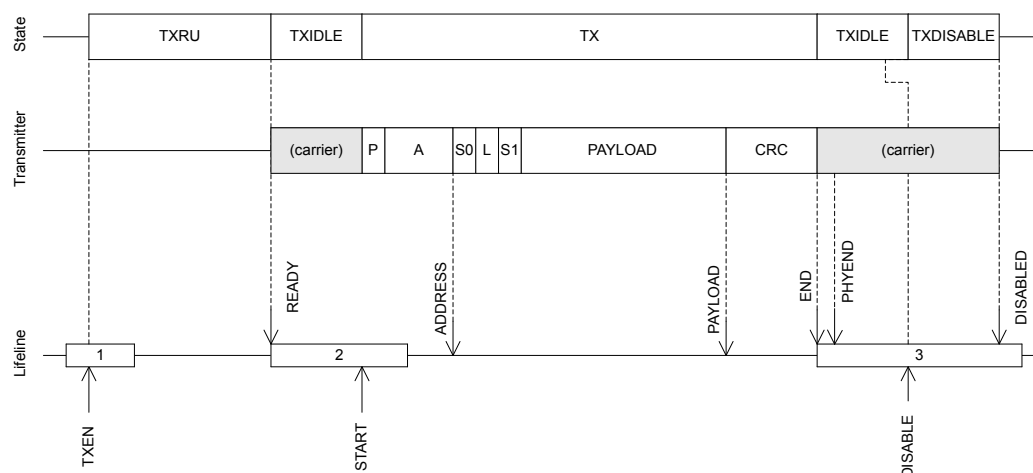 State
TXRU TXIDLE TX TXIDLE TXDISABLE
Transmitter
(carrier) P A S0 L S1 PAYLOAD CRC (carrier)
READY
ADDRESS
PAYLOAD
END
PHYEND
DISABLED
Lifeline
1 2 3
TXEN
START
DISABLE